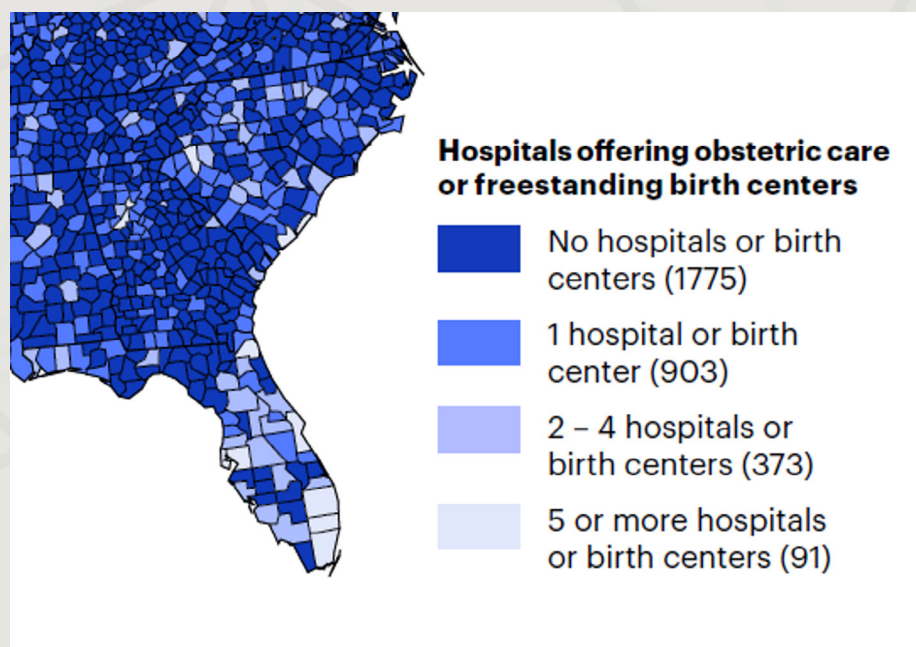 Hospitals offering obstetric care
or freestanding birth centers
No hospitals or birth
centers (1775)
1 hospital or birth
center (903)
2 – 4 hospitals or
birth centers (373)
5 or more hospitals
or birth centers (91)